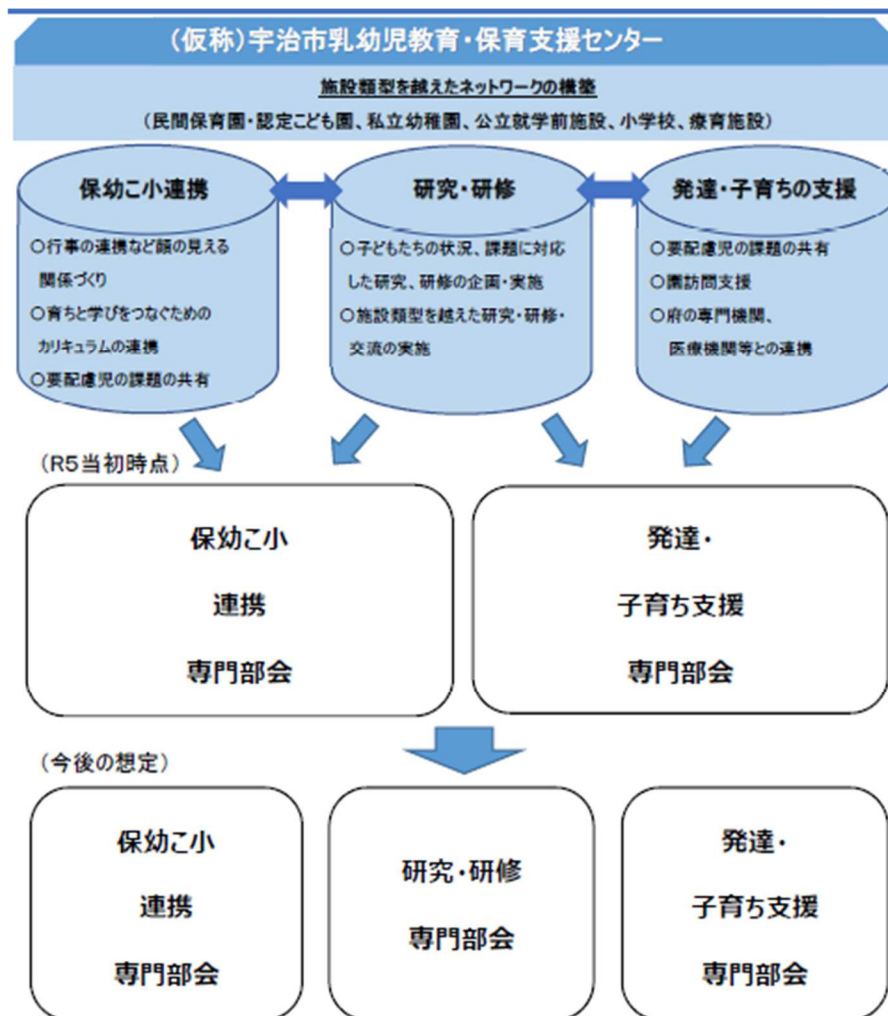 (仮称)宇治市乳幼児教育・保育支援センター
施設類型を越えたネットワークの構築
(民間保育園・認定こども園、私立幼稚園、公立就学前施設、小学校、療育施設)
保幼こ小連携
〇行事の連携など顔の見える
関係づくり
〇育ちと学びをつなぐための
カリキュラムの連携
〇要配慮児の課題の共有
研究・研修
〇子どもたちの状況、課題に対応
した研究、研修の企画・実施
〇施設類型を越えた研究・研修・
交流の実施
発達・子育ちの支援
〇要配慮児の課題の共有
〇園訪問支援
〇府の専門機関、
医療機関等との連携
(R5当初時点)
保幼こ小
連携
専門部会
発達・
子育ち支援
専門部会
(今後の想定)
保幼こ小
連携
専門部会
研究・研修
専門部会
発達・
子育ち支援
専門部会